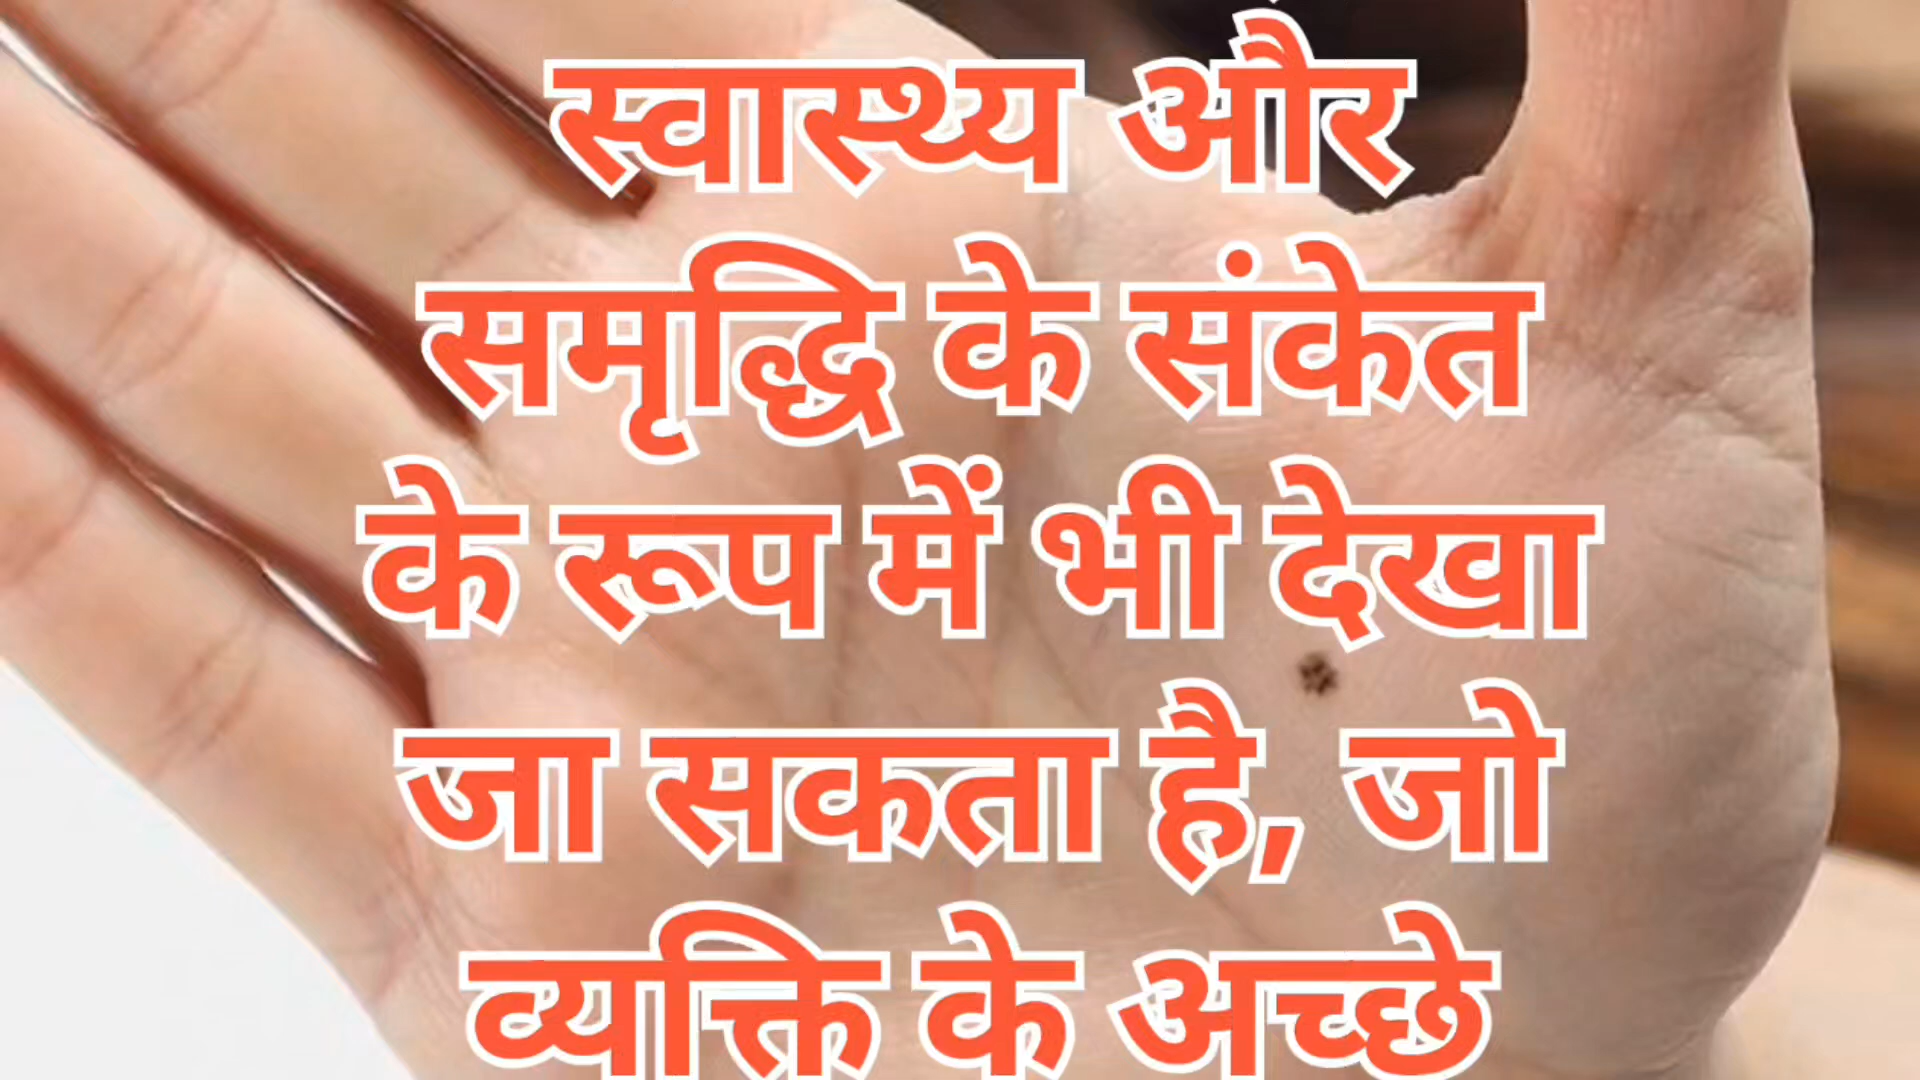 स्वास्थ्य और
समृद्धि के संकेत
के रूप में भी देखा
जा सकता है, जो
व्यक्ति के अच्छे